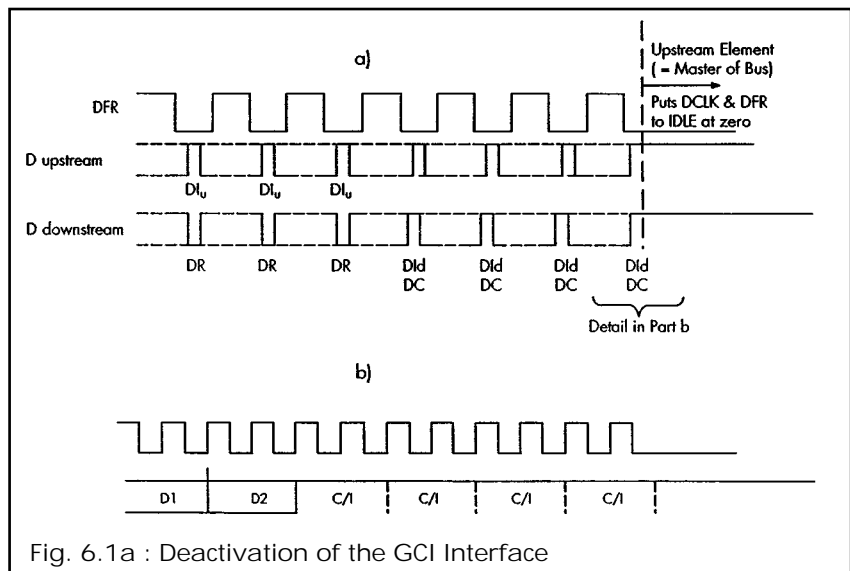 a)
Upstream Element
( = Master of Bus)
Puts DCLK & DFR
to IDLE at zero
DFR
D upstream
DIu DIu DIu
D downstream
DR DR DR DId DId DId DId
DC DC DC DC
Detail in Part b
b)
D1 D2 C/I C/I C/I C/I
Fig. 6.1a : Deactivation of the GCI Interface